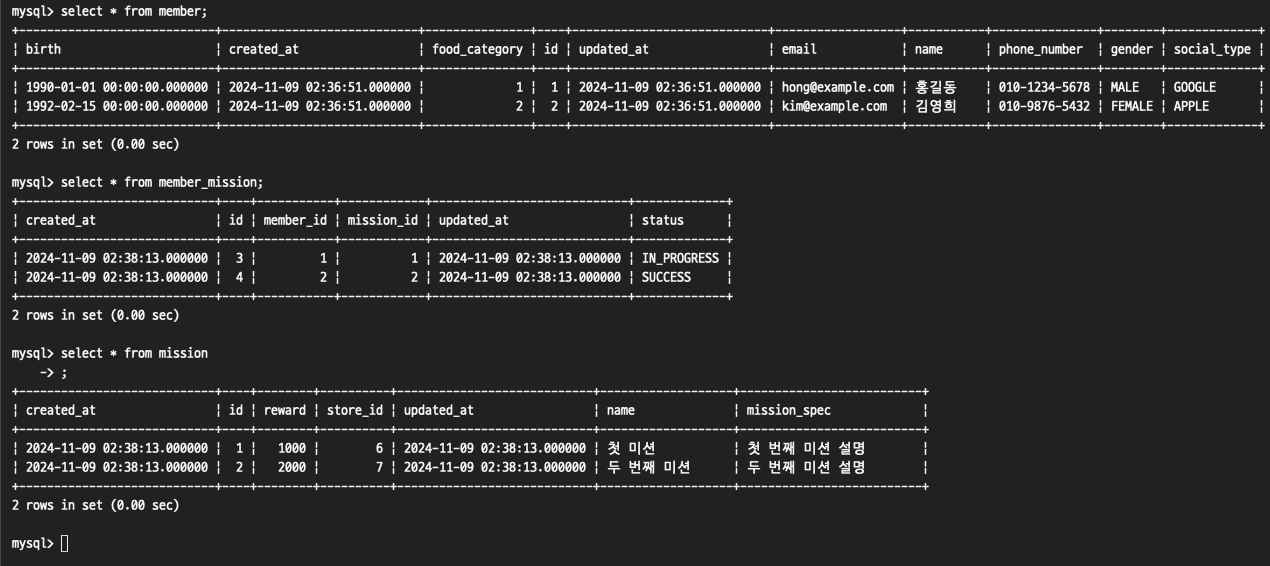 mysql> select * from member;
+----------------------------+----------------------------+---------------+----+----------------------------+------------------+-----------+---------------+--------+-------------+
| birth                      | created_at                 | food_category | id | updated_at                 | email            | name      | phone_number  | gender | social_type |
+----------------------------+----------------------------+---------------+----+----------------------------+------------------+-----------+---------------+--------+-------------+
| 1990-01-01 00:00:00.000000 | 2024-11-09 02:36:51.000000 |             1 |  1 | 2024-11-09 02:36:51.000000 | hong@example.com | 홍길동    | 010-1234-5678 | MALE   | GOOGLE      |
| 1992-02-15 00:00:00.000000 | 2024-11-09 02:36:51.000000 |             2 |  2 | 2024-11-09 02:36:51.000000 | kim@example.com  | 김영희    | 010-9876-5432 | FEMALE | APPLE       |
+----------------------------+----------------------------+---------------+----+----------------------------+------------------+-----------+---------------+--------+-------------+
2 rows in set (0.00 sec)
mysql> select * from member_mission;
+----------------------------+----+-----------+------------+----------------------------+-------------+
| created_at                 | id | member_id | mission_id | updated_at                 | status      |
+----------------------------+----+-----------+------------+----------------------------+-------------+
| 2024-11-09 02:38:13.000000 |  3 |         1 |          1 | 2024-11-09 02:38:13.000000 | IN_PROGRESS |
| 2024-11-09 02:38:13.000000 |  4 |         2 |          2 | 2024-11-09 02:38:13.000000 | SUCCESS     |
+----------------------------+----+-----------+------------+----------------------------+-------------+
2 rows in set (0.00 sec)
mysql> select * from mission
    -> ;
+----------------------------+----+--------+----------+----------------------------+-------------------+--------------------------+
| created_at                 | id | reward | store_id | updated_at                 | name              | mission_spec             |
+----------------------------+----+--------+----------+----------------------------+-------------------+--------------------------+
| 2024-11-09 02:38:13.000000 |  1 |   1000 |        6 | 2024-11-09 02:38:13.000000 | 첫 미션           | 첫 번째 미션 설명        |
| 2024-11-09 02:38:13.000000 |  2 |   2000 |        7 | 2024-11-09 02:38:13.000000 | 두 번째 미션      | 두 번째 미션 설명        |
+----------------------------+----+--------+----------+----------------------------+-------------------+--------------------------+
2 rows in set (0.00 sec)
mysql>